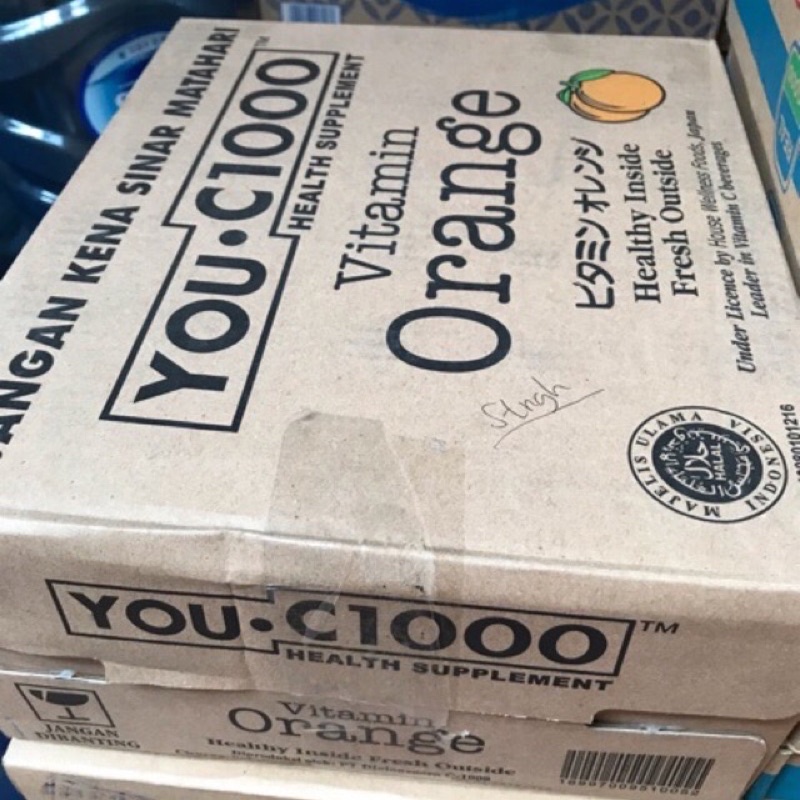 JANGAN KENA SINAR MATAHARI
YOU•C1000™
HEALTH SUPPLEMENT
Vitamin
Orange
ビタミンオレンジ
Healthy Inside
Fresh Outside
Under Licence by House Wellness Foods, Japan
Leader in Vitamin C beverages
MAJELIS ULAMA INDONESIA
حلال
HALAL
YOU•C1000™
HEALTH SUPPLEMENT
JANGAN
DIBANTING
Vitamin
Orange
Healthy Inside Fresh Outside